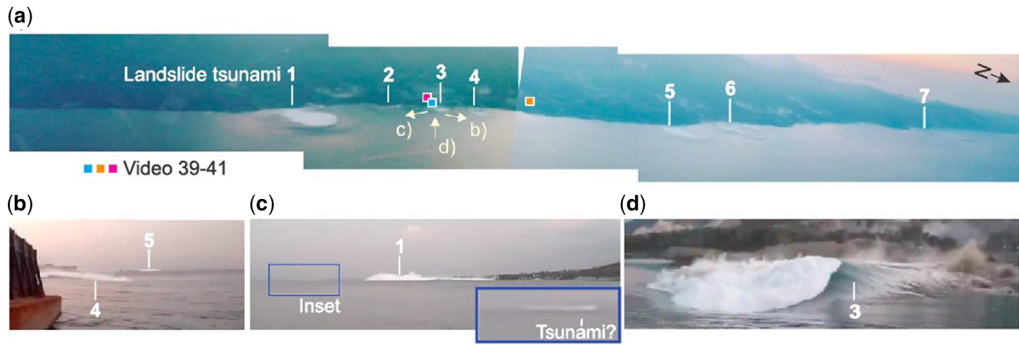 (a)
Landslide tsunami 1
2
3
4
5
6
7
N
c)
d)
b)
Video 39-41
(b)
5
4
(c)
1
Inset
Tsunami?
(d)
3